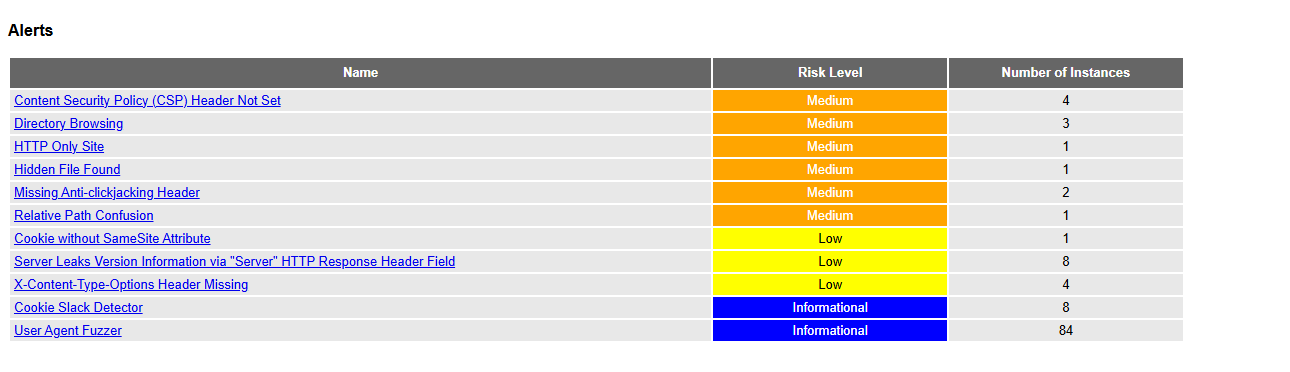 Alerts
Name Risk Level Number of Instances
Content Security Policy (CSP) Header Not Set Medium 4
Directory Browsing Medium 3
HTTP Only Site Medium 1
Hidden File Found Medium 1
Missing Anti-clickjacking Header Medium 2
Relative Path Confusion Medium 1
Cookie without SameSite Attribute Low 1
Server Leaks Version Information via "Server" HTTP Response Header Field Low 8
X-Content-Type-Options Header Missing Low 4
Cookie Slack Detector Informational 8
User Agent Fuzzer Informational 84